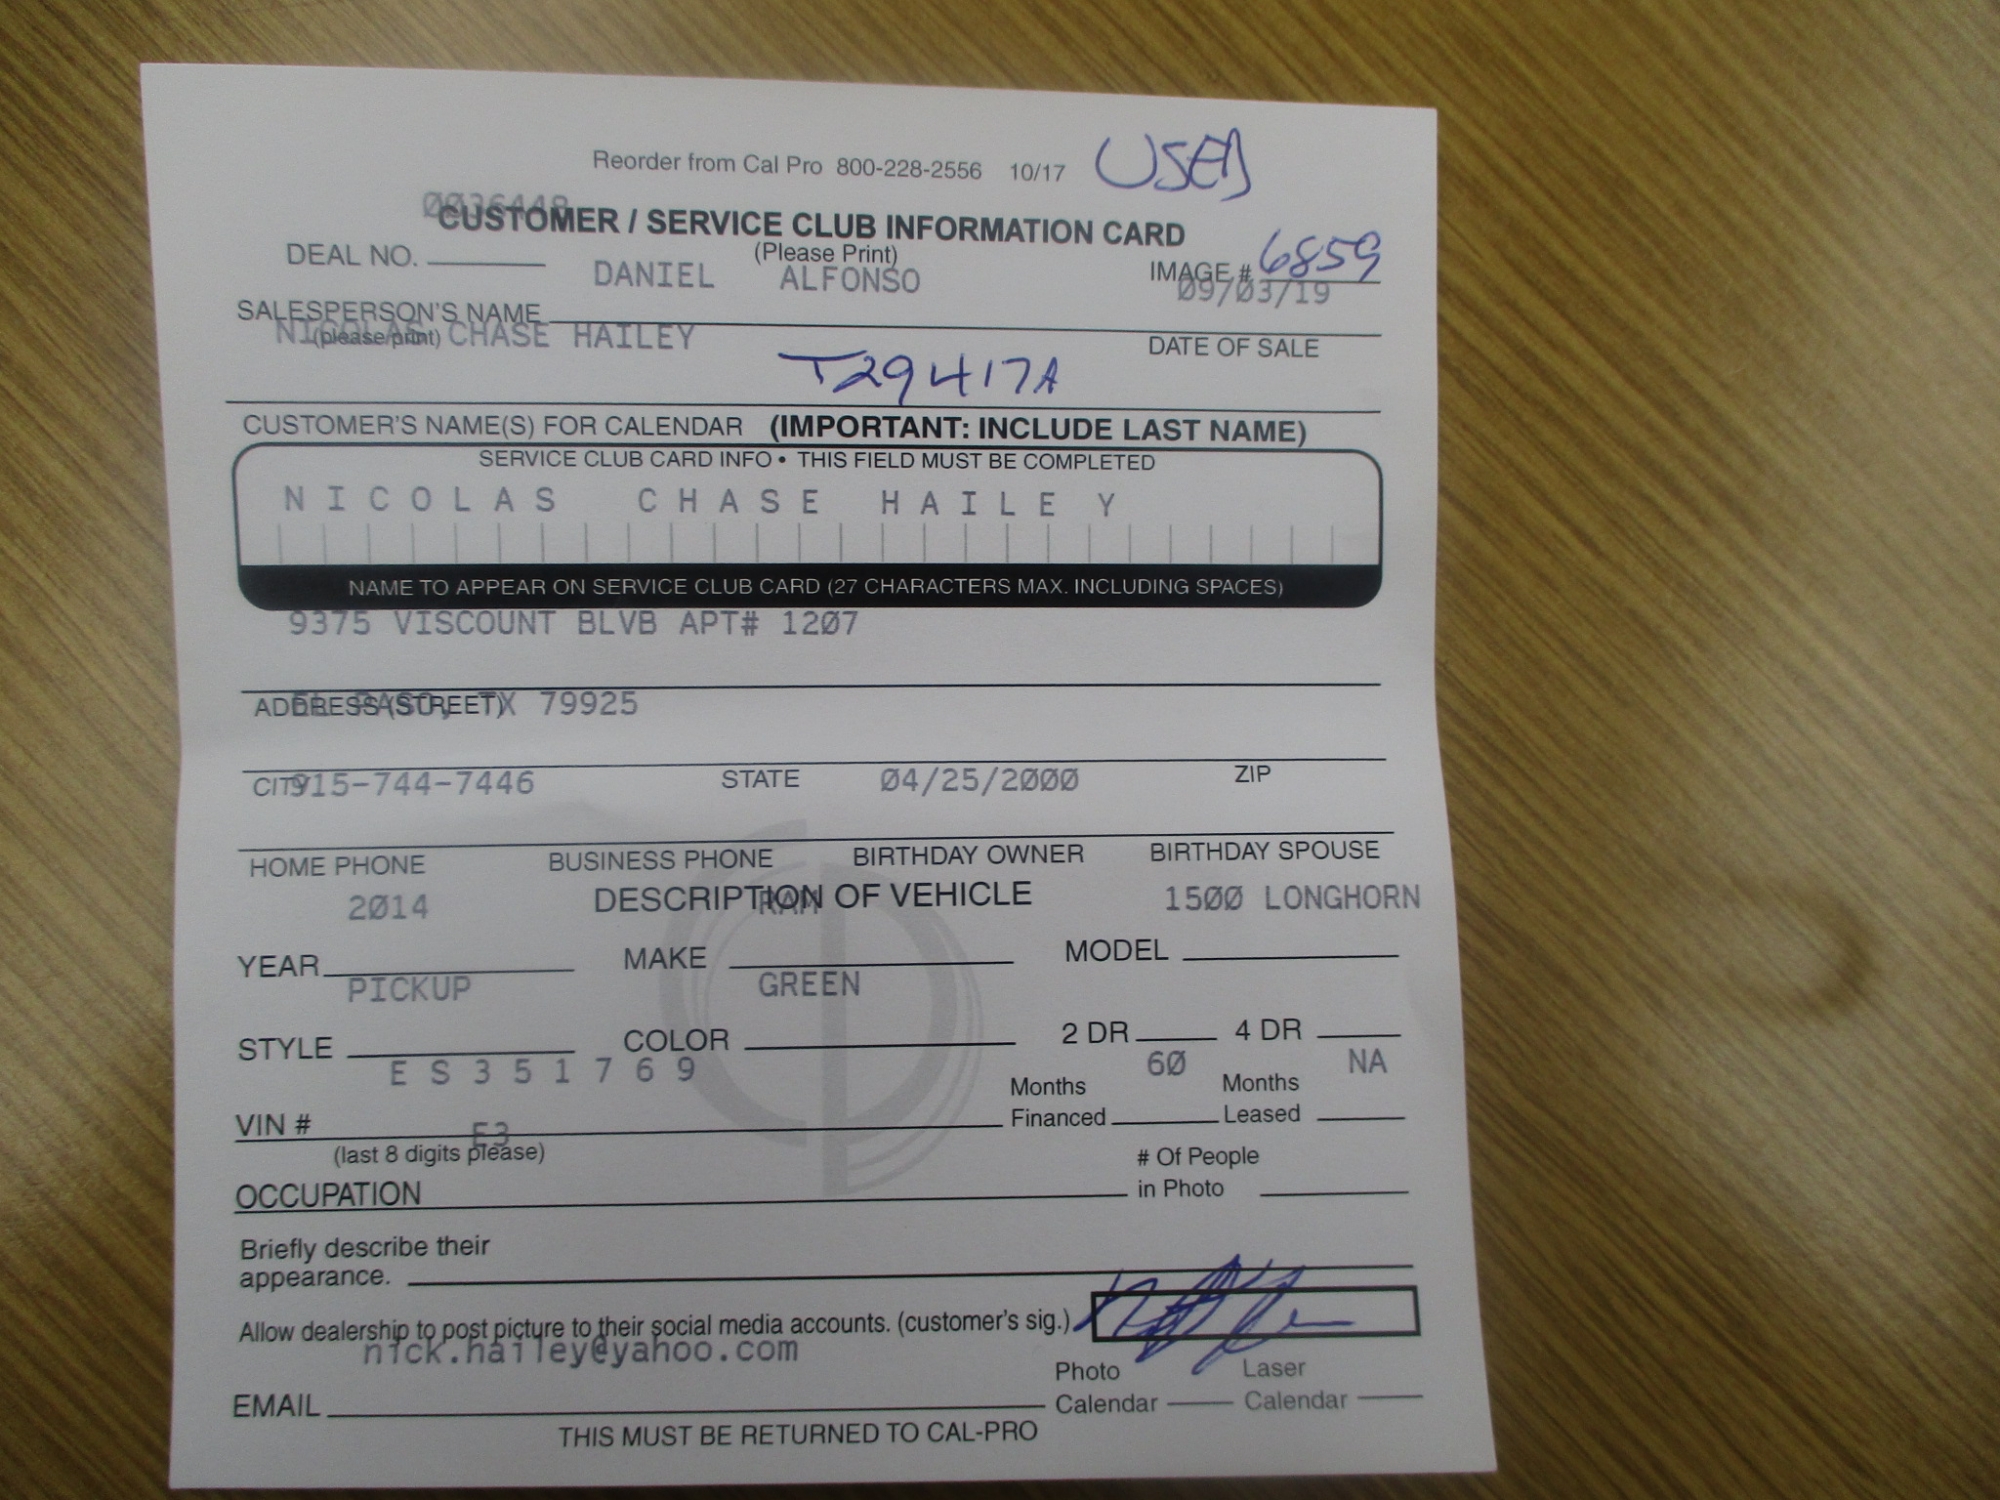 Reorder from Cal Pro 800-228-2556 10/17 USED
0036448
CUSTOMER / SERVICE CLUB INFORMATION CARD
(Please Print)
DEAL NO. IMAGE # 6859
DANIEL ALFONSO 09/03/19
SALESPERSON'S NAME
(please print) DATE OF SALE
NICOLAS CHASE HAILEY
T29417A
CUSTOMER'S NAME(S) FOR CALENDAR (IMPORTANT: INCLUDE LAST NAME)
SERVICE CLUB CARD INFO • THIS FIELD MUST BE COMPLETED
NICOLAS CHASE HAILEY
NAME TO APPEAR ON SERVICE CLUB CARD (27 CHARACTERS MAX. INCLUDING SPACES)
9375 VISCOUNT BLVB APT# 1207
ADDRESS (STREET)
EL PASO, TX 79925
CITY STATE ZIP
915-744-7446 04/25/2000
HOME PHONE BUSINESS PHONE BIRTHDAY OWNER BIRTHDAY SPOUSE
DESCRIPTION OF VEHICLE
2014 RAM 1500 LONGHORN
YEAR MAKE MODEL
PICKUP GREEN
STYLE COLOR 2 DR 4 DR
ES351769 60 NA
VIN # Months Financed Months Leased
E3
(last 8 digits please)
OCCUPATION # Of People in Photo
Briefly describe their
appearance.
Allow dealership to post picture to their social media accounts. (customer's sig.)
nick.hailey@yahoo.com
EMAIL Photo Calendar Laser Calendar
THIS MUST BE RETURNED TO CAL-PRO